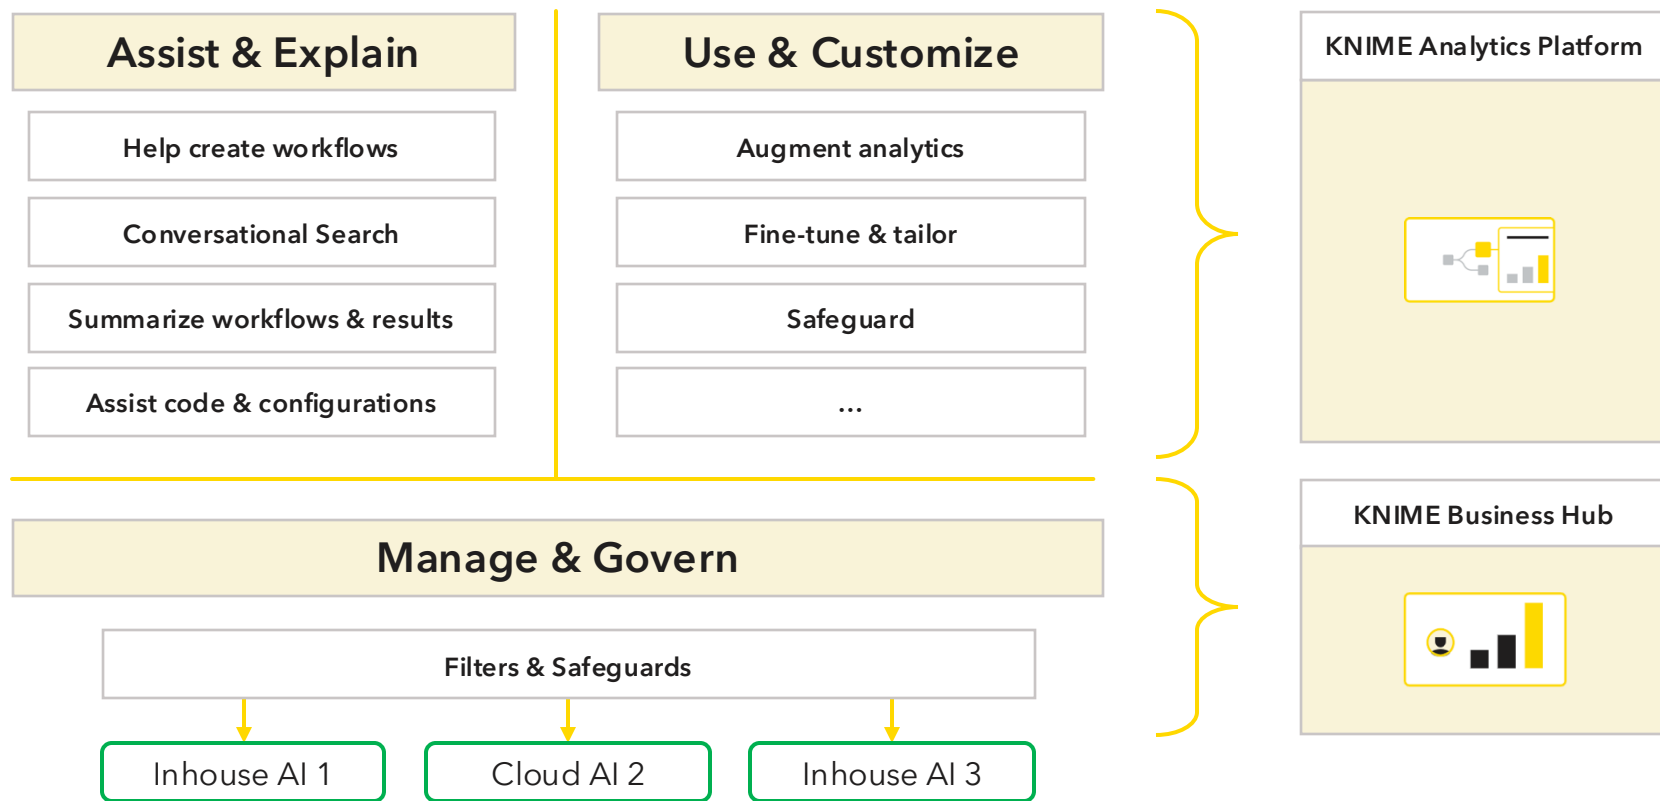 Assist & Explain
Help create workflows
Conversational Search
Summarize workflows & results
Assist code & configurations
Use & Customize
Augment analytics
Fine-tune & tailor
Safeguard
...
KNIME Analytics Platform
Manage & Govern
Filters & Safeguards
Inhouse AI 1
Cloud AI 2
Inhouse AI 3
KNIME Business Hub